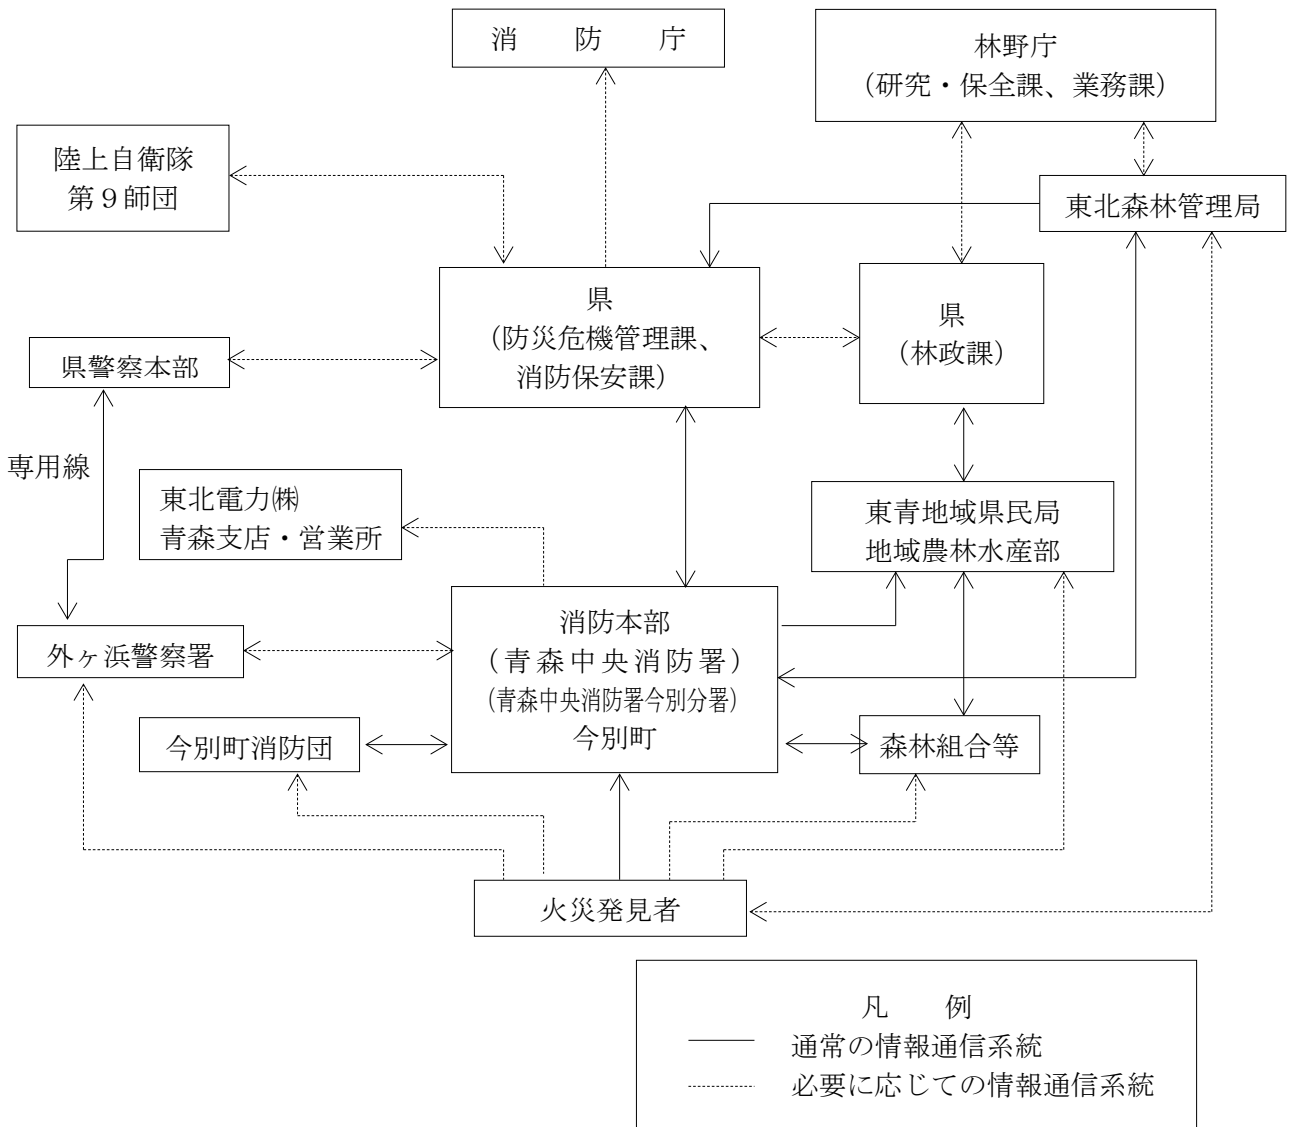 消　防　庁
林野庁
（研究・保全課、業務課）
陸上自衛隊
第９師団
東北森林管理局
県
（防災危機管理課、
消防保安課）
県
（林政課）
県警察本部
専用線
東北電力㈱
青森支店・営業所
東青地域県民局
地域農林水産部
消防本部
（青森中央消防署）
（青森中央消防署今別分署）
今別町
外ヶ浜警察署
今別町消防団
森林組合等
火災発見者
凡　例
通常の情報通信系統
必要に応じての情報通信系統